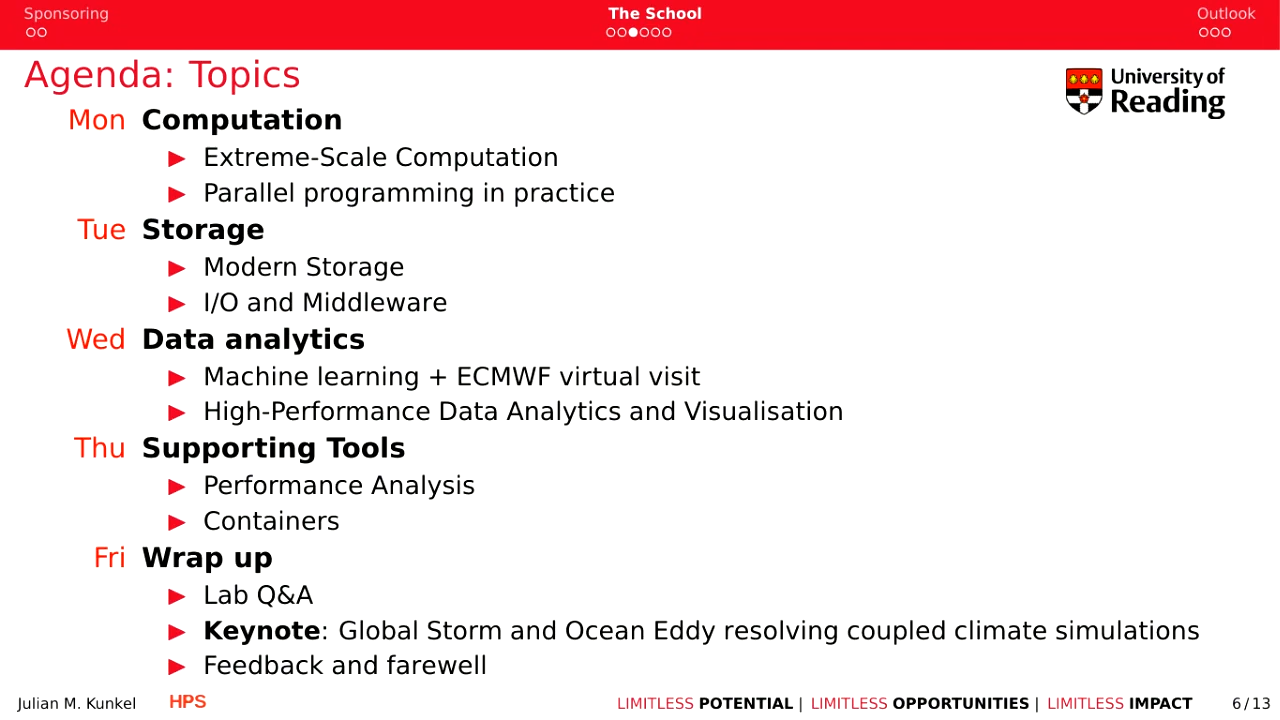 Sponsoring The School Outlook
Agenda: Topics
University of
Reading
Mon Computation
▶ Extreme-Scale Computation
▶ Parallel programming in practice
Tue Storage
▶ Modern Storage
▶ I/O and Middleware
Wed Data analytics
▶ Machine learning + ECMWF virtual visit
▶ High-Performance Data Analytics and Visualisation
Thu Supporting Tools
▶ Performance Analysis
▶ Containers
Fri Wrap up
▶ Lab Q&A
▶ Keynote: Global Storm and Ocean Eddy resolving coupled climate simulations
▶ Feedback and farewell
Julian M. Kunkel HPS LIMITLESS POTENTIAL | LIMITLESS OPPORTUNITIES | LIMITLESS IMPACT 6/13